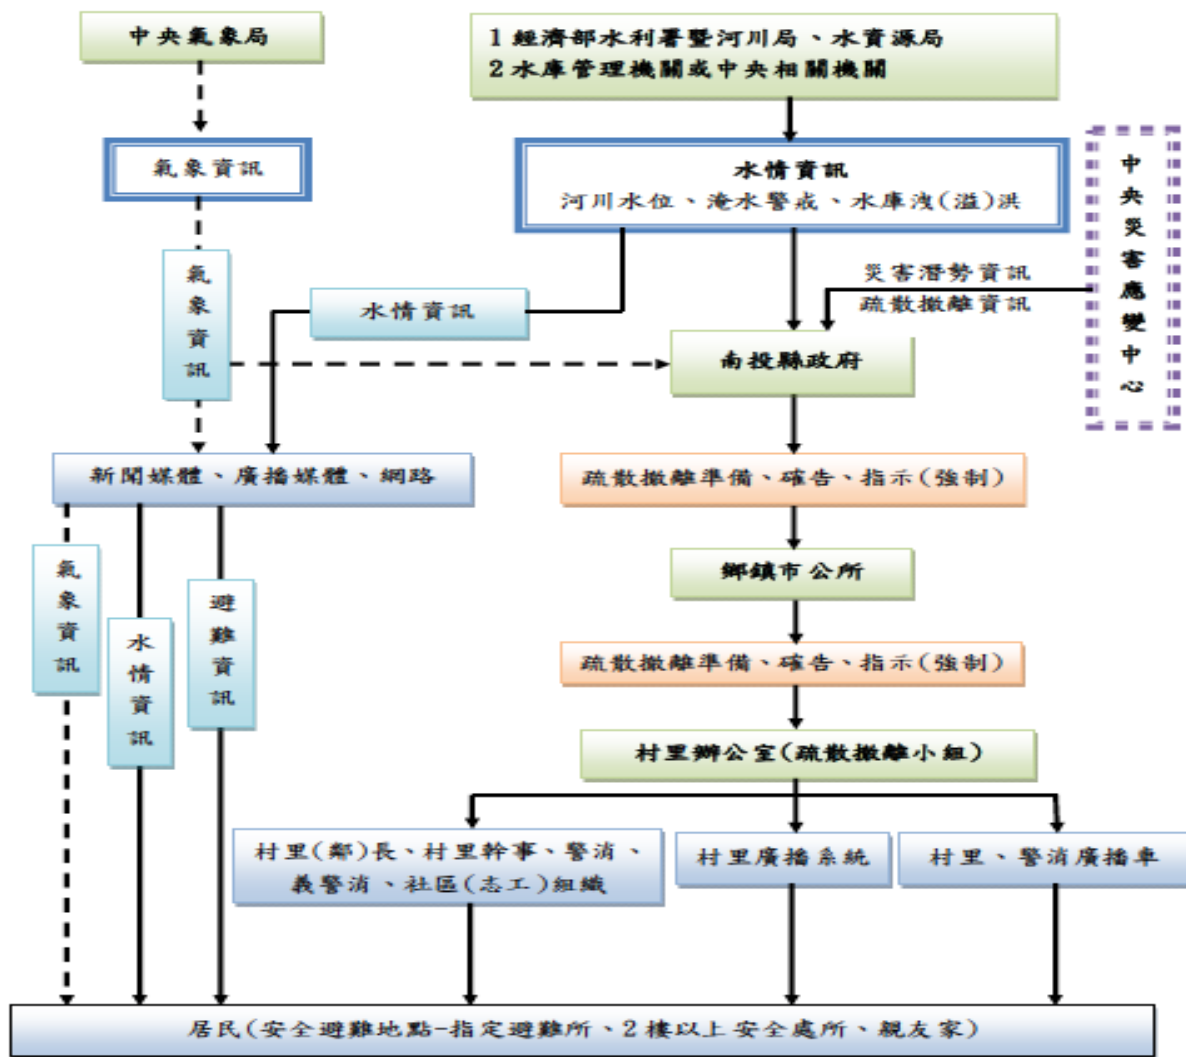 中央氣象局
1經濟部水利署暨河川局、水資源局
2水庫管理機關或中央相關機關
氣象資訊
水情資訊
河川水位、淹水警戒、水庫洩(溢)洪
中央災害應變中心
氣象資訊
水情資訊
災害潛勢資訊
疏散撤離資訊
南投縣政府
新聞媒體、廣播媒體、網路
疏散撤離準備、確告、指示(強制)
氣象資訊
水情資訊
避難資訊
鄉鎮市公所
疏散撤離準備、確告、指示(強制)
村里辦公室(疏散撤離小組)
村里(鄰)長、村里幹事、警消、
義警消、社區(志工)組織
村里廣播系統
村里、警消廣播車
居民(安全避難地點-指定避難所、2樓以上安全處所、親友家)